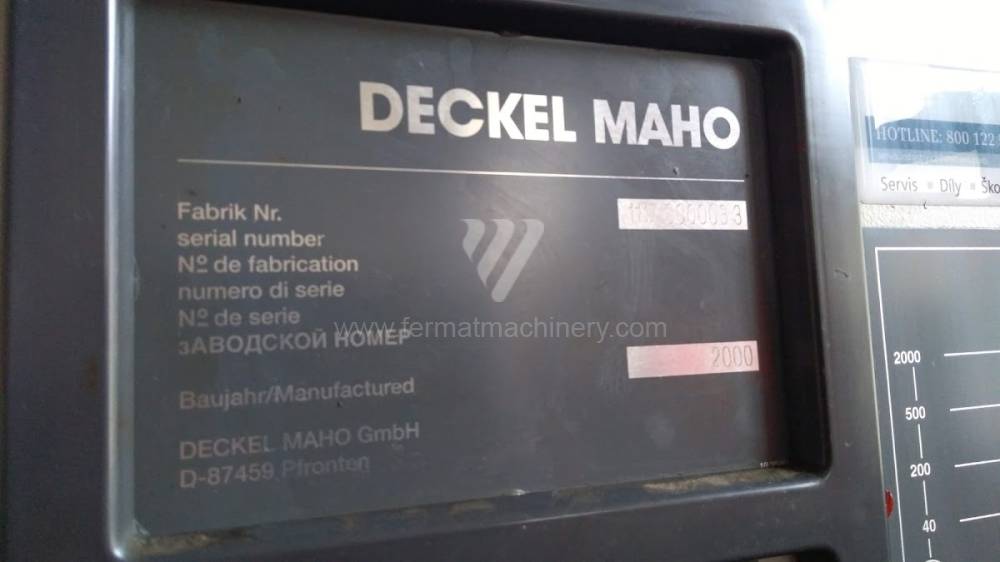 DECKEL MAHO
Fabrik Nr.
serial number
Nº de fabrication
numero di serie
Nº de serie
зАВОДСКОЙ НОМЕР
www.fermatmachinery.com
Baujahr/Manufactured
2000
DECKEL MAHO GmbH
D-87459 Pfronten
HOTLINE: 800 122
Servis ▪ Díly ▪
2000
500
200
40